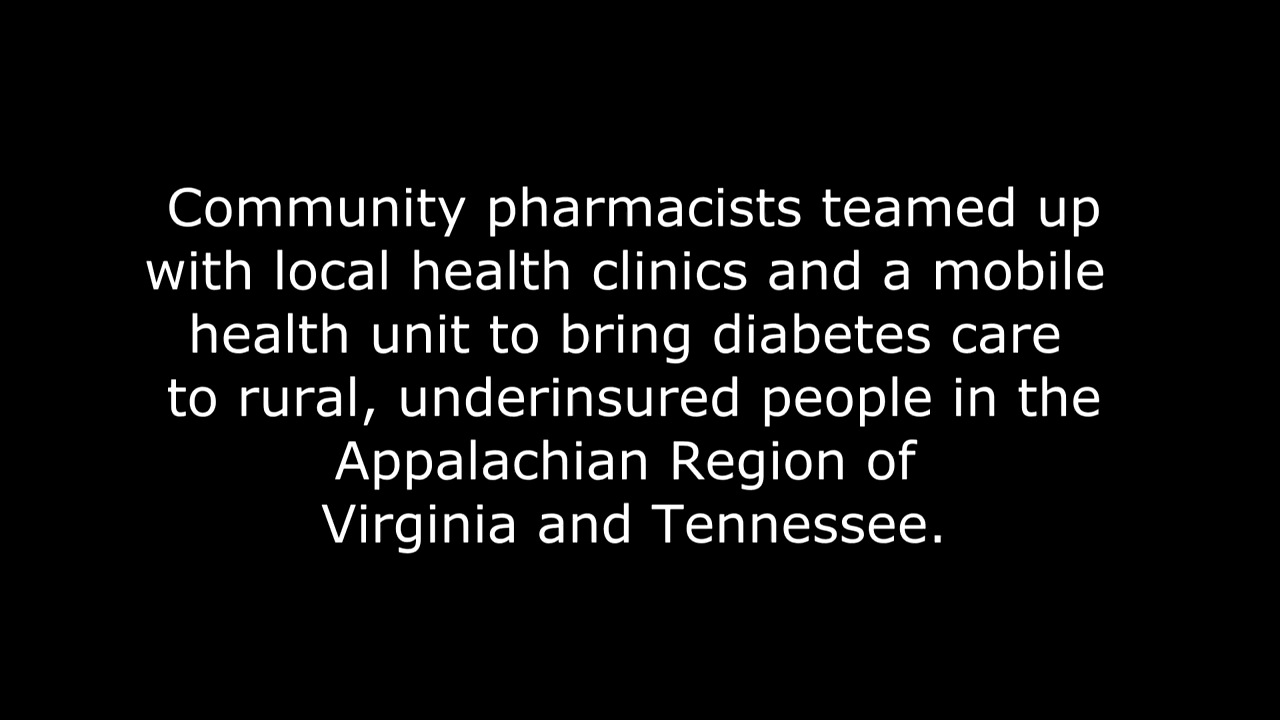 Community pharmacists teamed up
with local health clinics and a mobile
health unit to bring diabetes care
to rural, underinsured people in the
Appalachian Region of
Virginia and Tennessee.